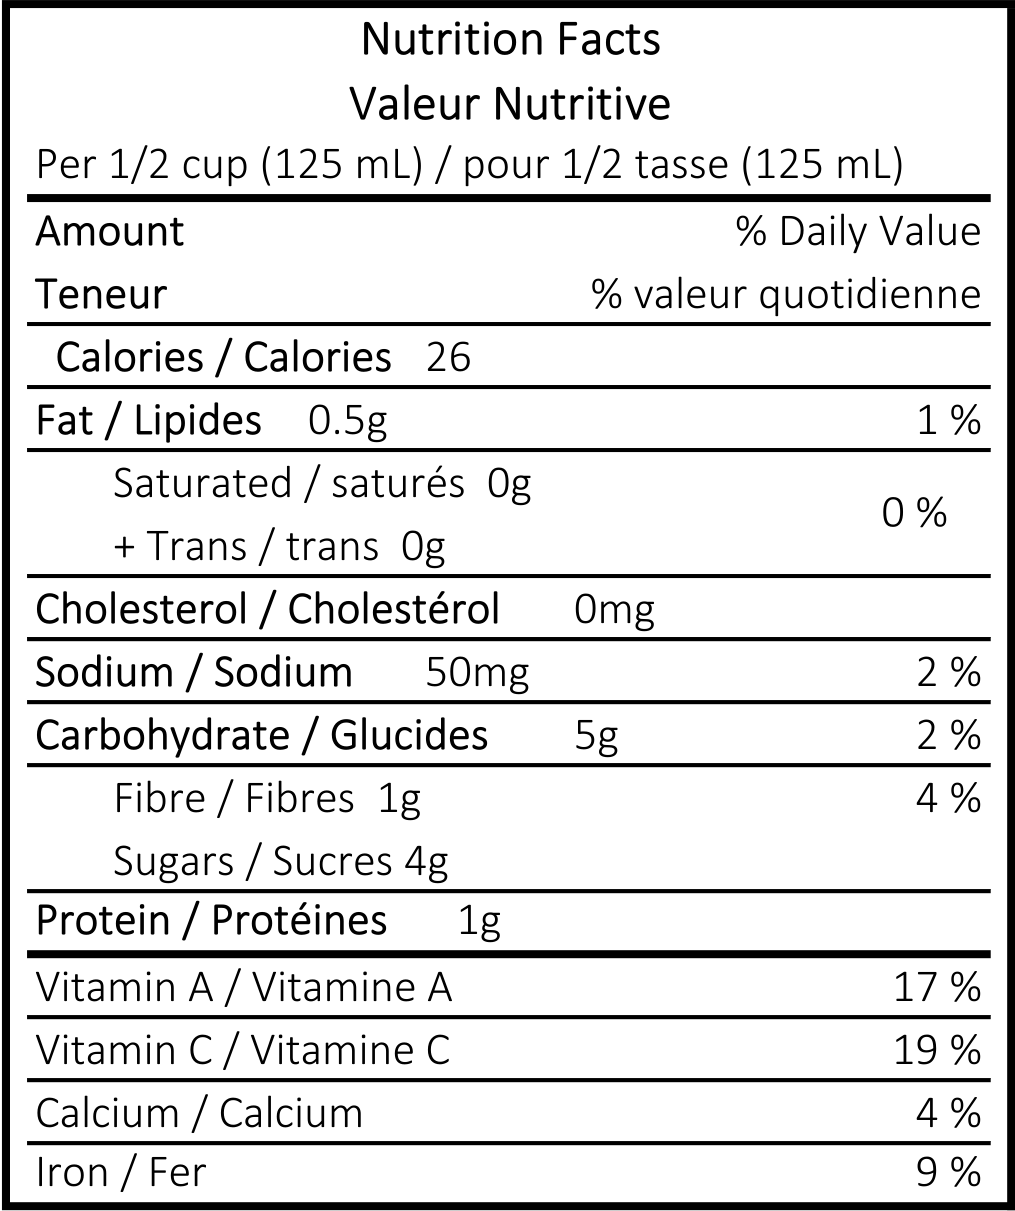 Nutrition Facts
Valeur Nutritive
Per 1/2 cup (125 mL) / pour 1/2 tasse (125 mL)
Amount % Daily Value
Teneur % valeur quotidienne
Calories / Calories 26
Fat / Lipides 0.5g 1 %
Saturated / saturés 0g
0 %
+ Trans / trans 0g
Cholesterol / Cholestérol 0mg
Sodium / Sodium 50mg 2 %
Carbohydrate / Glucides 5g 2 %
Fibre / Fibres 1g 4 %
Sugars / Sucres 4g
Protein / Protéines 1g
Vitamin A / Vitamine A 17 %
Vitamin C / Vitamine C 19 %
Calcium / Calcium 4 %
Iron / Fer 9 %